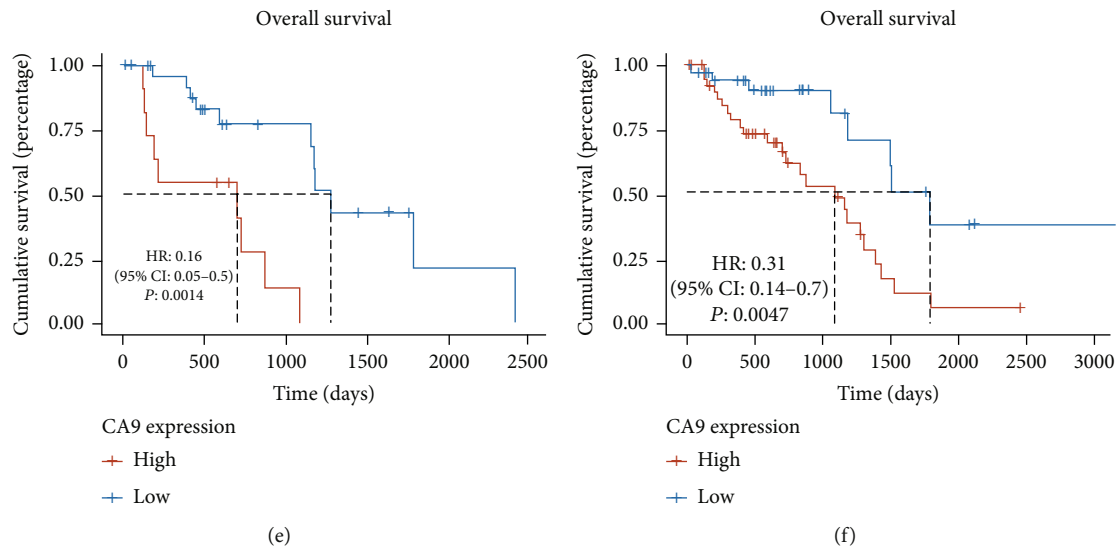 Overall survival
Cumulative survival (percentage)
1.00
0.75
0.50
0.25
0.00
HR: 0.16
(95% CI: 0.05–0.5)
P: 0.0014
0
500
1000
1500
2000
2500
Time (days)
CA9 expression
High
Low
(e)
Overall survival
Cumulative survival (percentage)
1.00
0.75
0.50
0.25
0.00
HR: 0.31
(95% CI: 0.14–0.7)
P: 0.0047
0
500
1000
1500
2000
2500
3000
Time (days)
CA9 expression
High
Low
(f)